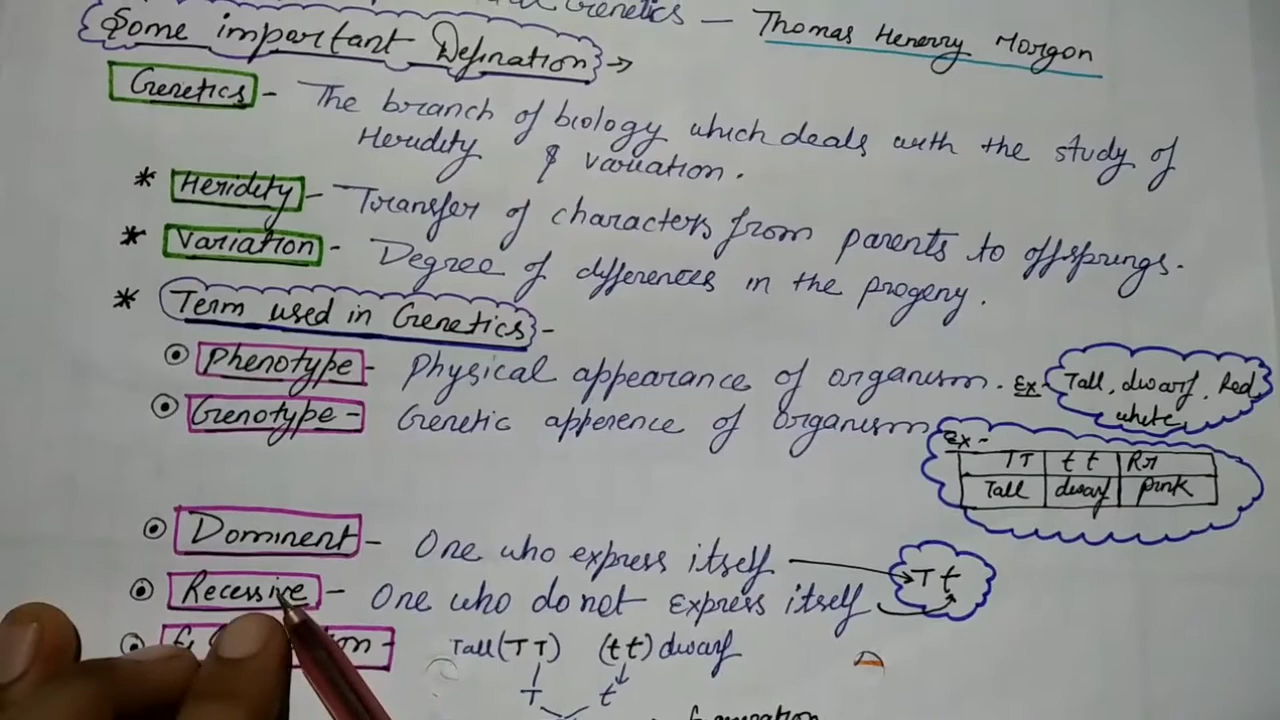 Genetics — Thomas Henerry Morgon
Some important Defination →
Genetics - The branch of biology which deals with the study of
Heridity & variation.
* Heridity - Transfer of characters from parents to offsprings.
* Variation - Degree of differences in the progeny.
* Term used in Genetics -
Phenotype - Physical appearance of organism. Ex- Tall, dwarf, Red,
white,
Genotype - Genetic apperence of organism
Ex-
TT tt Rr
Tall dwarf pink
Dominent - One who express itself → Tt
Recessive - One who do not express itself
F1 Tall (TT) (tt) dwarf
T t